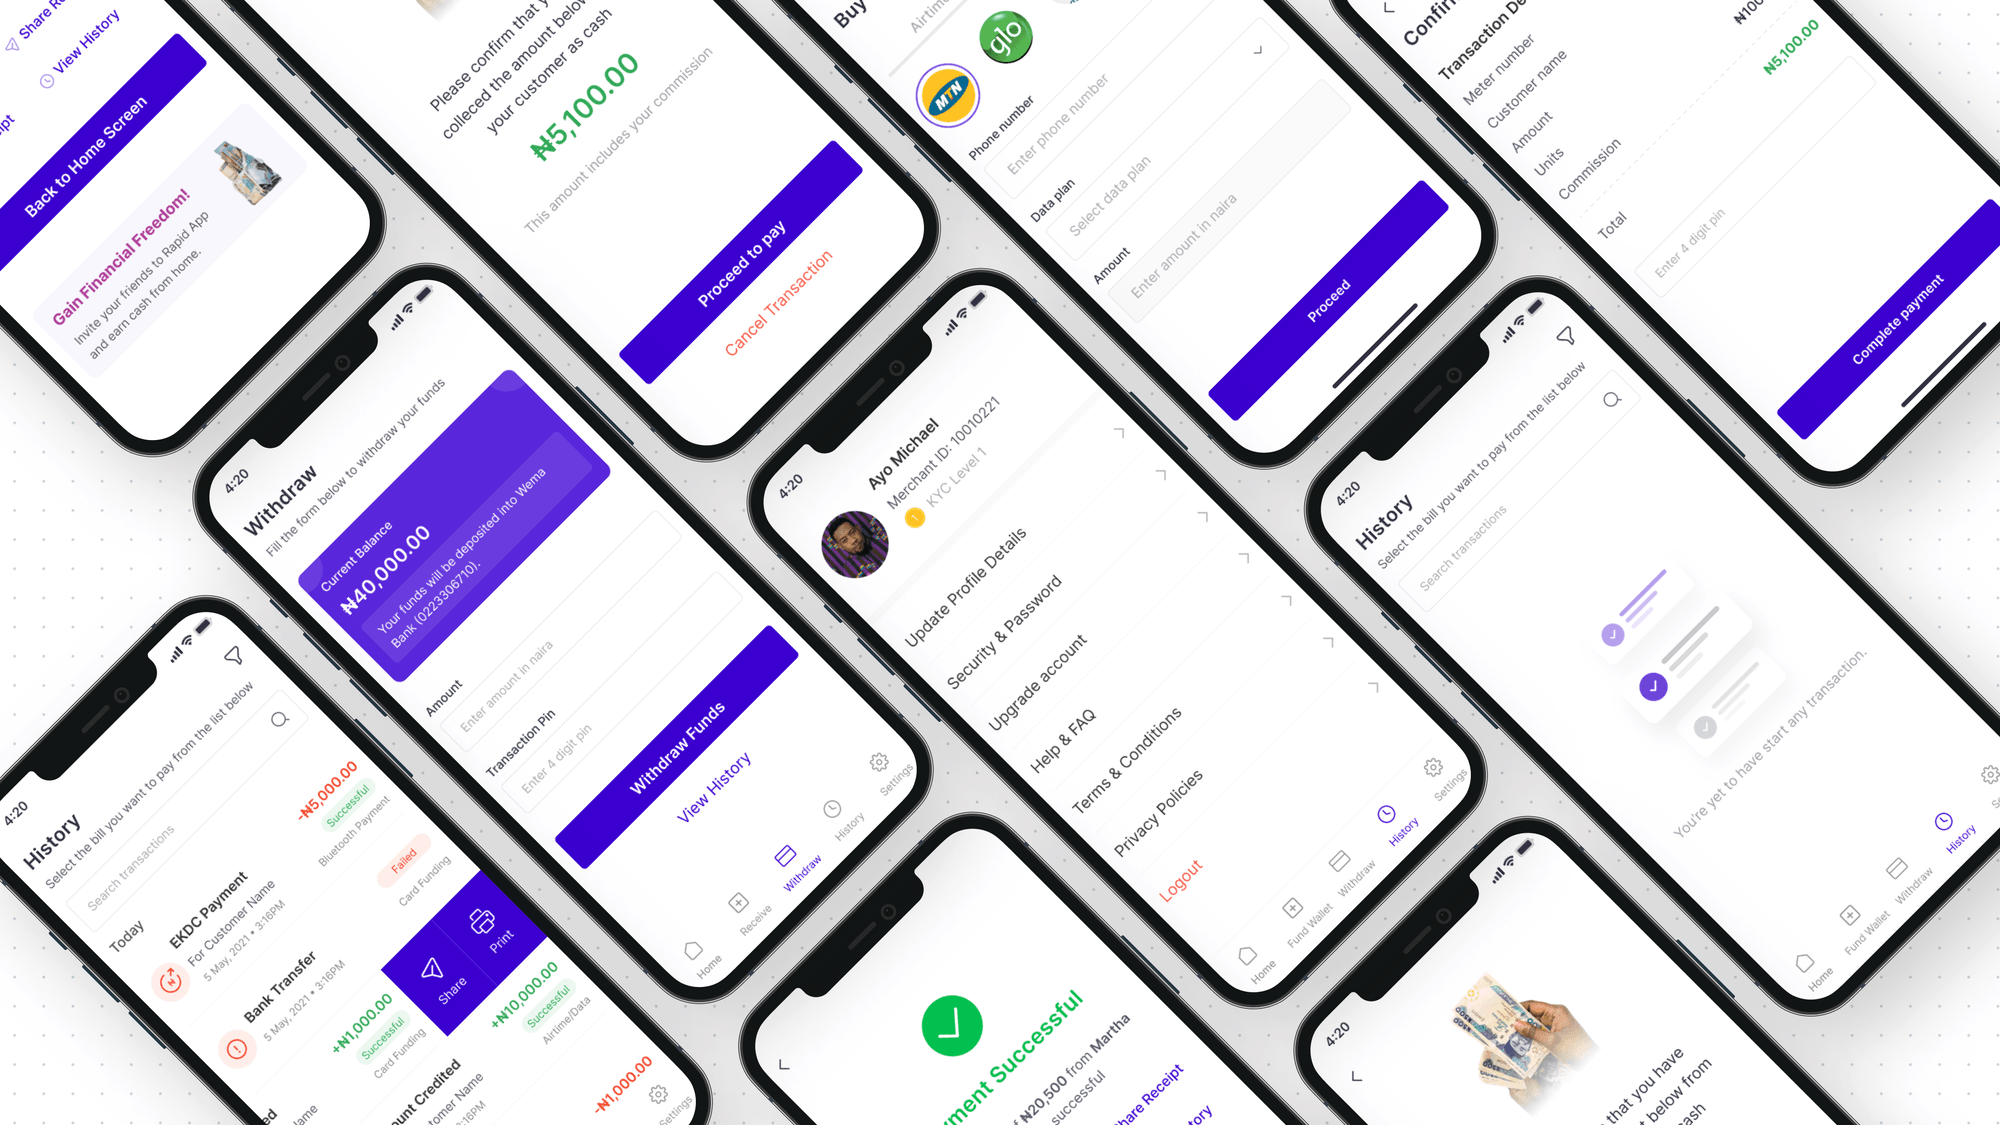 Share Re
View History
ipt
Back to Home Screen
Gain Financial Freedom!
Invite your friends to Rapid App
and earn cash from home.
Please confirm that y
colleced the amount below
your customer as cash
₦5,100.00
This amount includes your commission
Proceed to pay
Cancel Transaction
Buy
Airtime
glo
MTN
Phone number
Enter phone number
Data plan
Select data plan
Amount
Enter amount in naira
Proceed
Confir
Transaction De
Meter number
Customer name
Amount
Units
Commission
Total
₦100
₦5,100.00
Enter 4 digit pin
Complete payment
4:20
Withdraw
Fill the form below to withdraw your funds
Current Balance
₦40,000.00
Your funds will be deposited into Wema
Bank (0223306710).
Amount
Enter amount in naira
Transaction Pin
Enter 4 digit pin
Withdraw Funds
View History
Home
Receive
Withdraw
History
Settings
4:20
Ayo Michael
Merchant ID: 10010221
1
KYC Level 1
Update Profile Details
Security & Password
Upgrade account
Help & FAQ
Terms & Conditions
Privacy Policies
Logout
Home
Fund Wallet
Withdraw
History
Settings
4:20
History
Select the bill you want to pay from the list below
Search transactions
You're yet to have start any transaction.
Home
Fund Wallet
Withdraw
History
Se
4:20
History
Select the bill you want to pay from the list below
Search transactions
Today
EKDC Payment
For Customer Name
5 May, 2021 • 3:16PM
-₦5,000.00
Successful
Bluetooth Payment
Bank Transfer
5 May, 2021 • 3:16PM
Failed
Card Funding
Share
Print
+₦1,000.00
Successful
Card Funding
+₦10,000.00
Successful
Airtime/Data
ed
lame
unt Credited
tomer Name
3:16PM
-₦1,000.00
Settings
yment Successful
of ₦20,500 from Martha
successful
Share Receipt
tory
4:20
that you have
t below from
cash